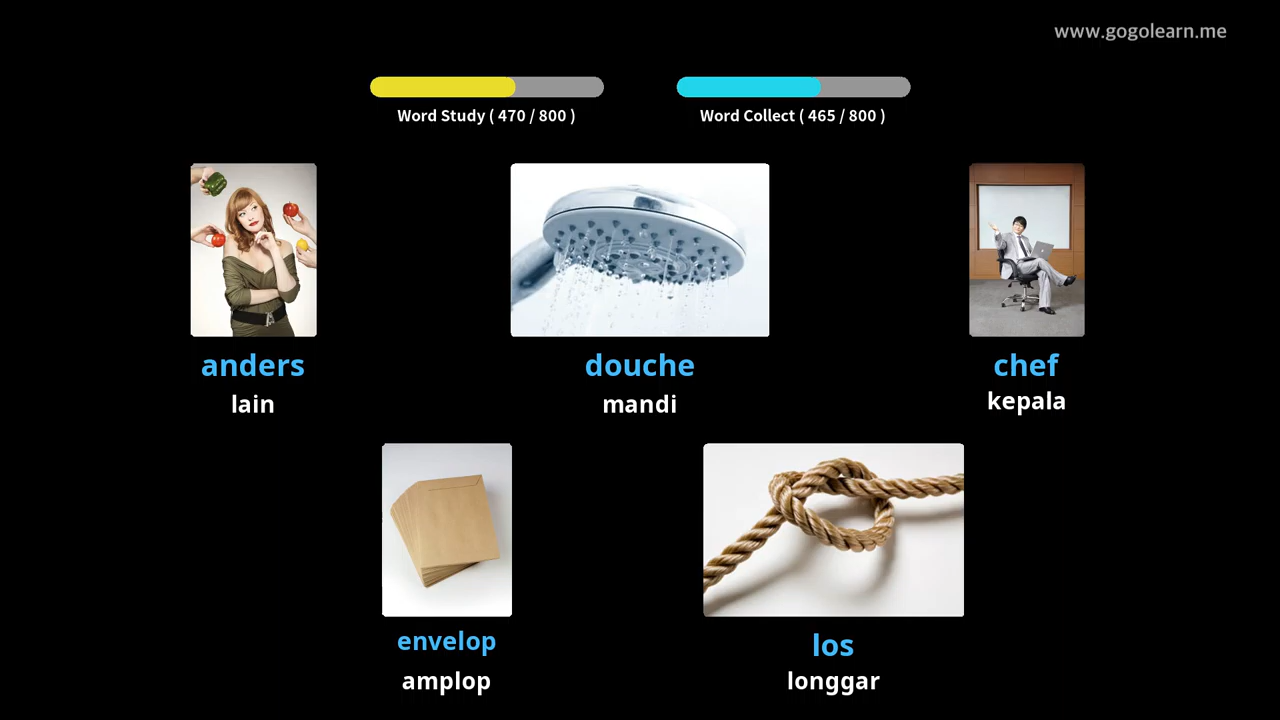 www.gogolearn.me
Word Study ( 470 / 800 )
Word Collect ( 465 / 800 )
anders
lain
douche
mandi
chef
kepala
envelop
amplop
los
longgar